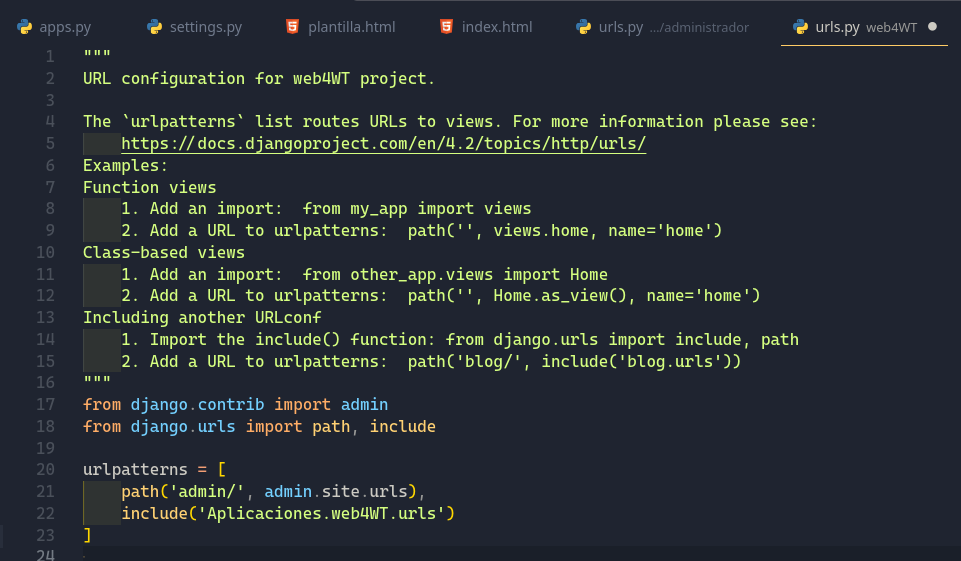 apps.py settings.py plantilla.html index.html urls.py .../administrador urls.py web4WT
1 """
2 URL configuration for web4WT project.
3
4 The `urlpatterns` list routes URLs to views. For more information please see:
5     https://docs.djangoproject.com/en/4.2/topics/http/urls/
6 Examples:
7 Function views
8     1. Add an import:  from my_app import views
9     2. Add a URL to urlpatterns:  path('', views.home, name='home')
10 Class-based views
11     1. Add an import:  from other_app.views import Home
12     2. Add a URL to urlpatterns:  path('', Home.as_view(), name='home')
13 Including another URLconf
14     1. Import the include() function: from django.urls import include, path
15     2. Add a URL to urlpatterns:  path('blog/', include('blog.urls'))
16 """
17 from django.contrib import admin
18 from django.urls import path, include
19
20 urlpatterns = [
21     path('admin/', admin.site.urls),
22     include('Aplicaciones.web4WT.urls')
23 ]
24